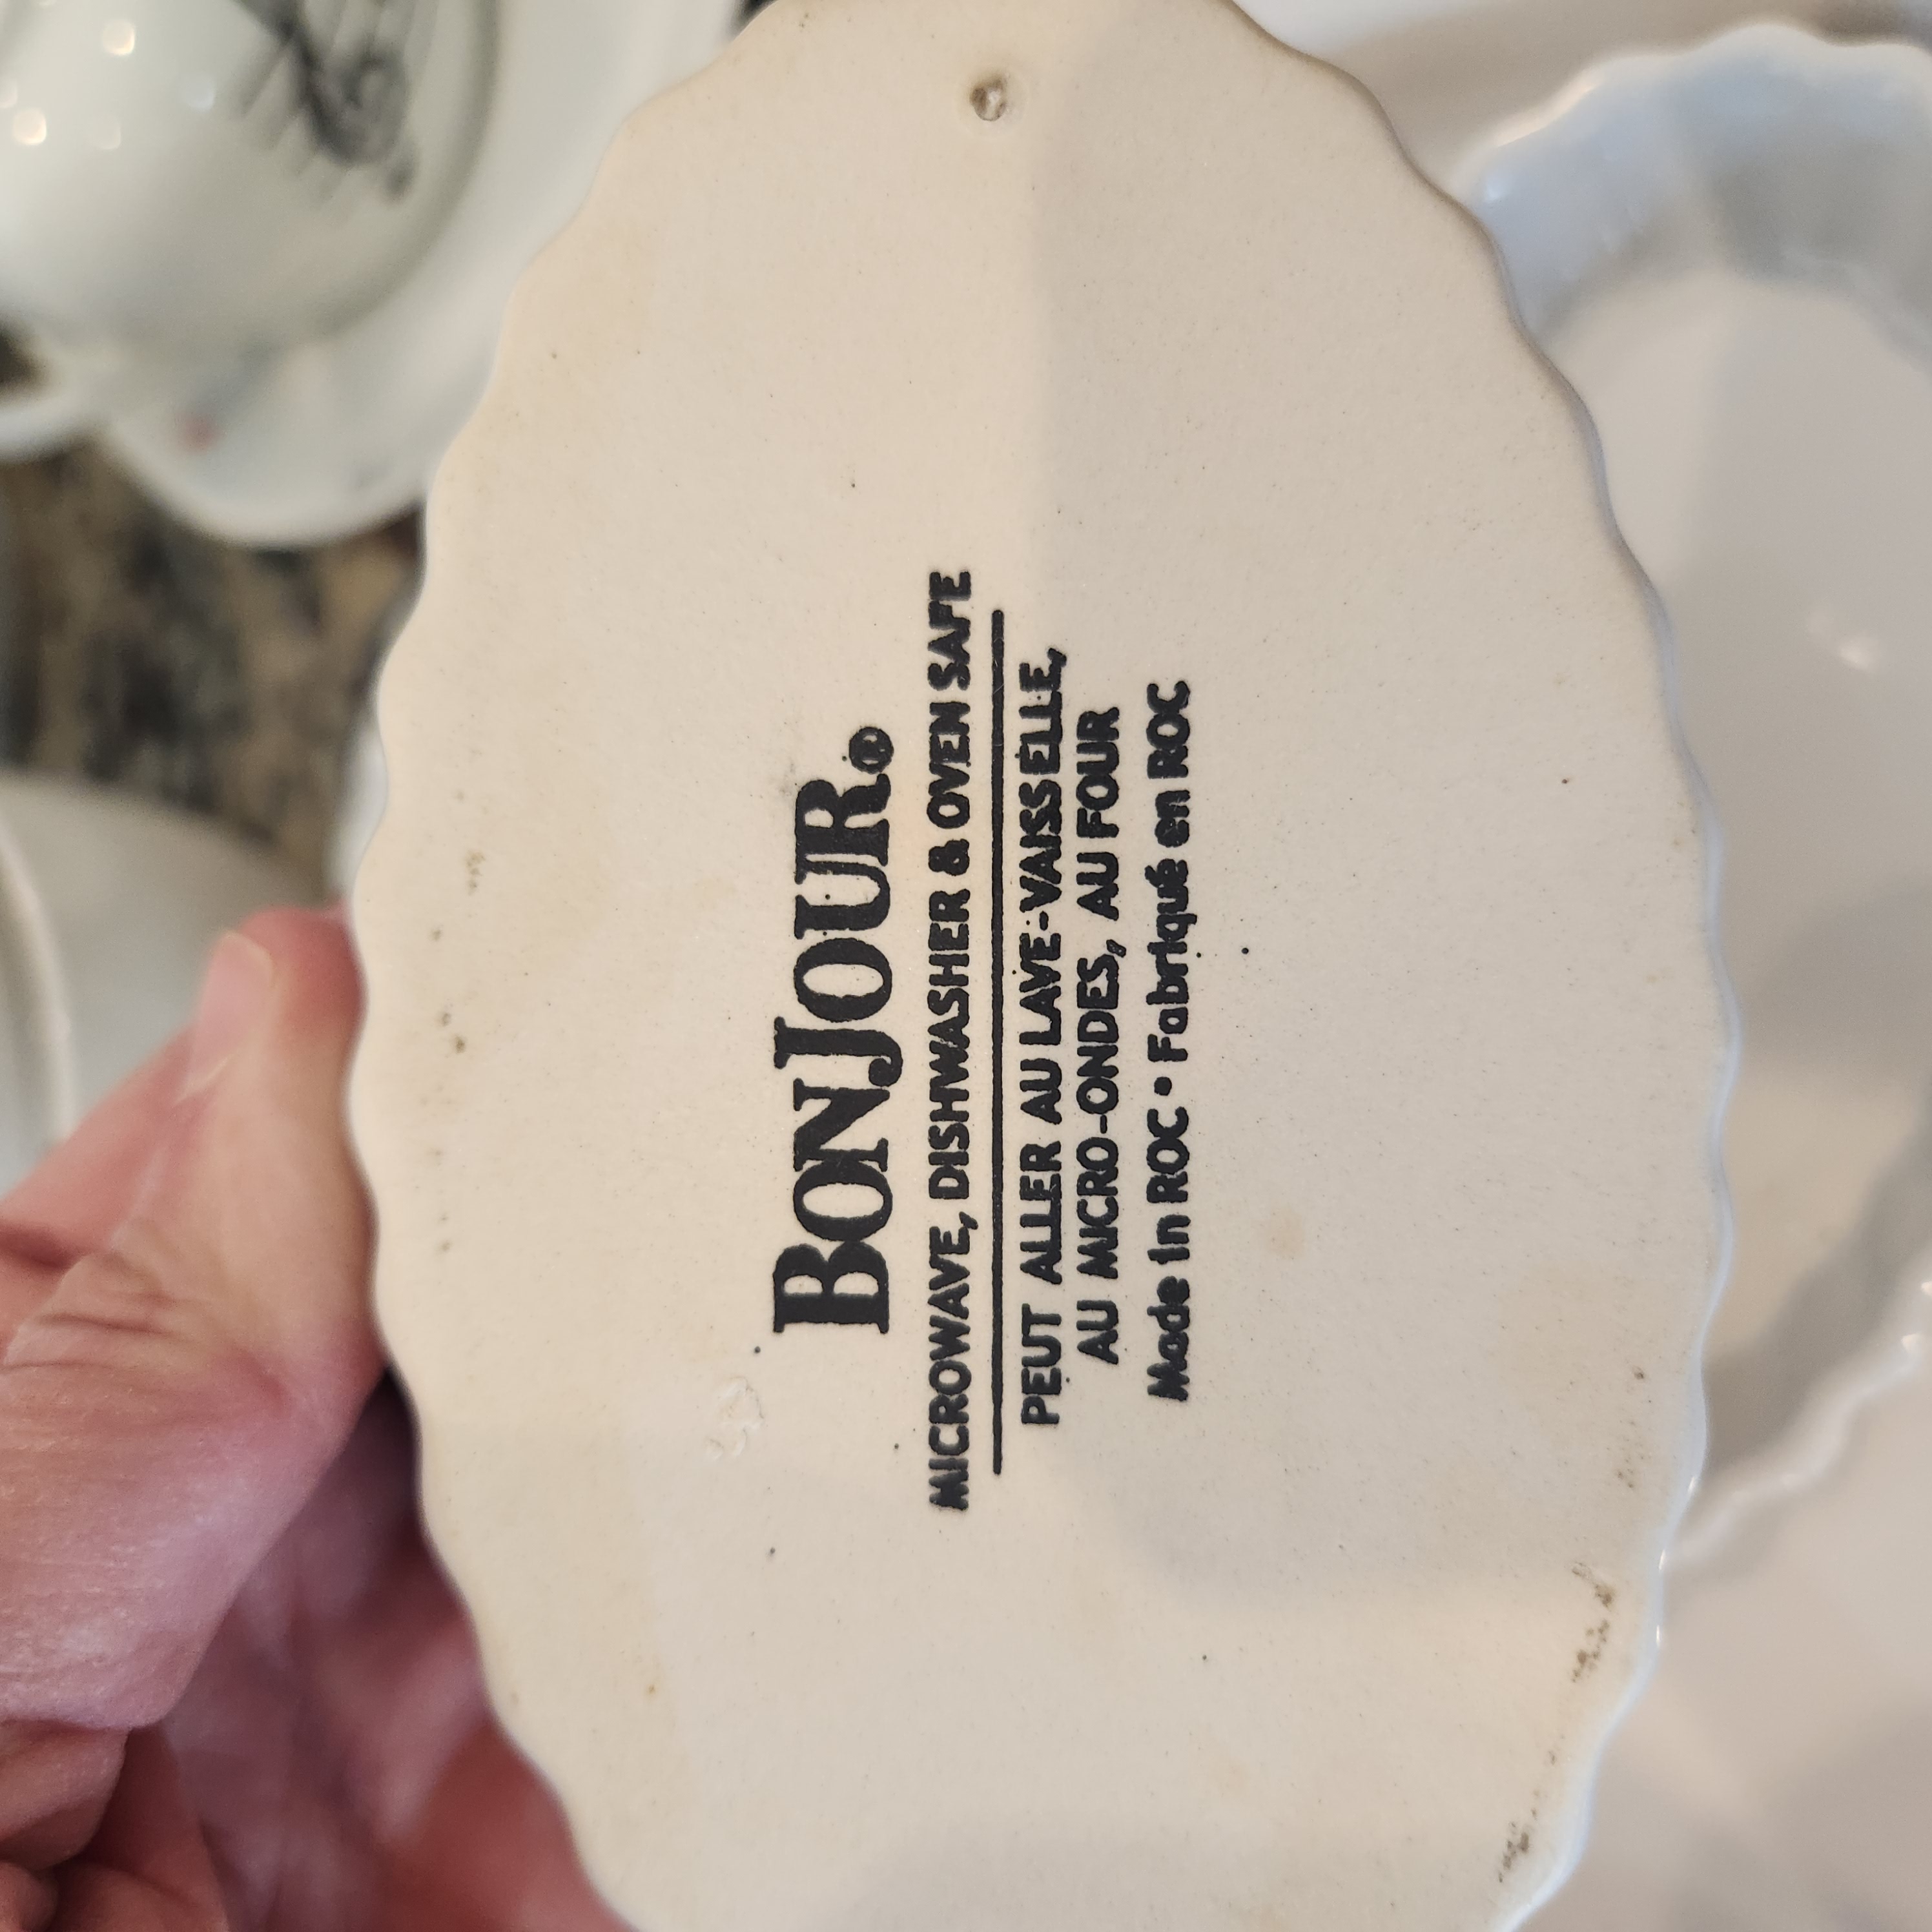 BONJOUR®
MICROWAVE, DISHWASHER & OVEN SAFE
PEUT ALLER AU LAVE-VAISSELLE,
AU MICRO-ONDES, AU FOUR
Made in ROC • Fabriqué en ROC